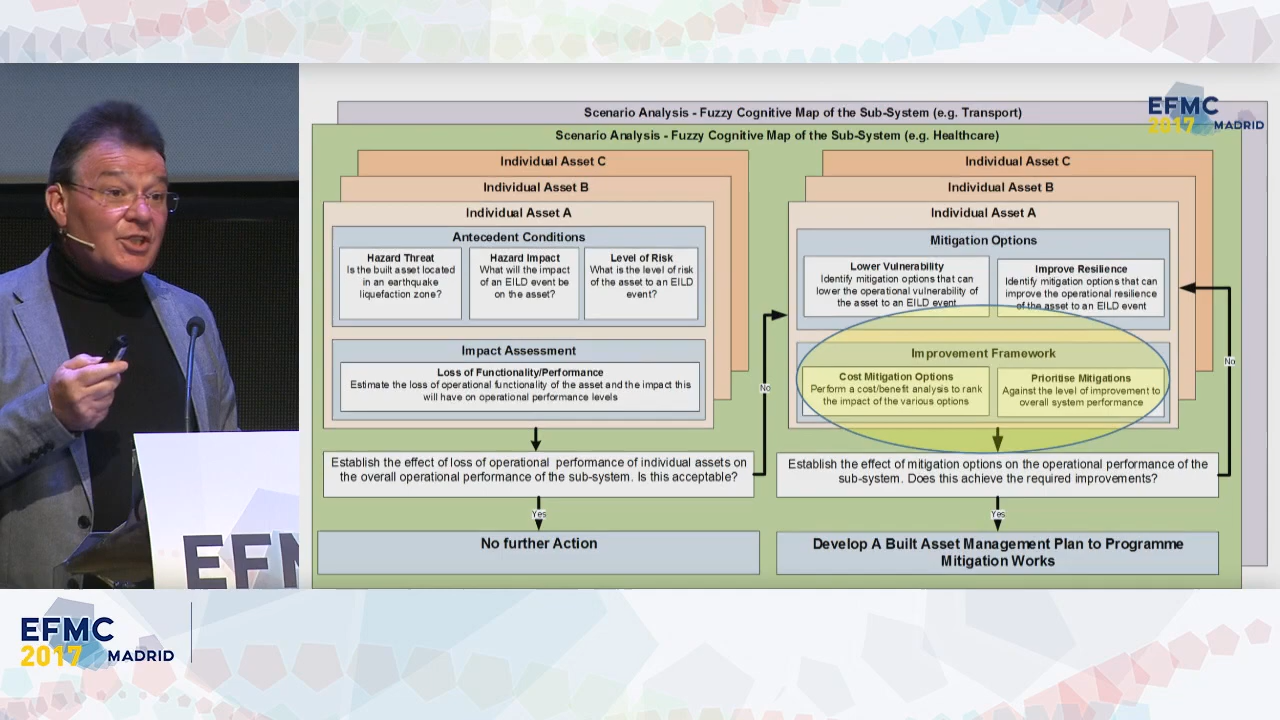 Scenario Analysis - Fuzzy Cognitive Map of the Sub-System (e.g. Transport)
EFMC
2017 MADRID
Scenario Analysis - Fuzzy Cognitive Map of the Sub-System (e.g. Healthcare)
Individual Asset C
Individual Asset B
Individual Asset A
Antecedent Conditions
Hazard Threat
Is the built asset located
in an earthquake
liquefaction zone?
Hazard Impact
What will the impact
of an EILD event be
on the asset?
Level of Risk
What is the level of risk
of the asset to an EILD
event?
Impact Assessment
Loss of Functionality/Performance
Estimate the loss of operational functionality of the asset and the impact this
will have on operational performance levels
Establish the effect of loss of operational performance of individual assets on
the overall operational performance of the sub-system. Is this acceptable?
No
Yes
No further Action
Individual Asset C
Individual Asset B
Individual Asset A
Mitigation Options
Lower Vulnerability
Identify mitigation options that can
lower the operational vulnerability of
the asset to an EILD event
Improve Resilience
Identify mitigation options that can
improve the operational resilience
of the asset to an EILD event
Improvement Framework
Cost Mitigation Options
Perform a cost/benefit analysis to rank
the impact of the various options
Prioritise Mitigations
Against the level of improvement to
overall system performance
Establish the effect of mitigation options on the operational performance of the
sub-system. Does this achieve the required improvements?
No
Yes
Develop A Built Asset Management Plan to Programme
Mitigation Works
EFM
EFMC
2017 MADRID